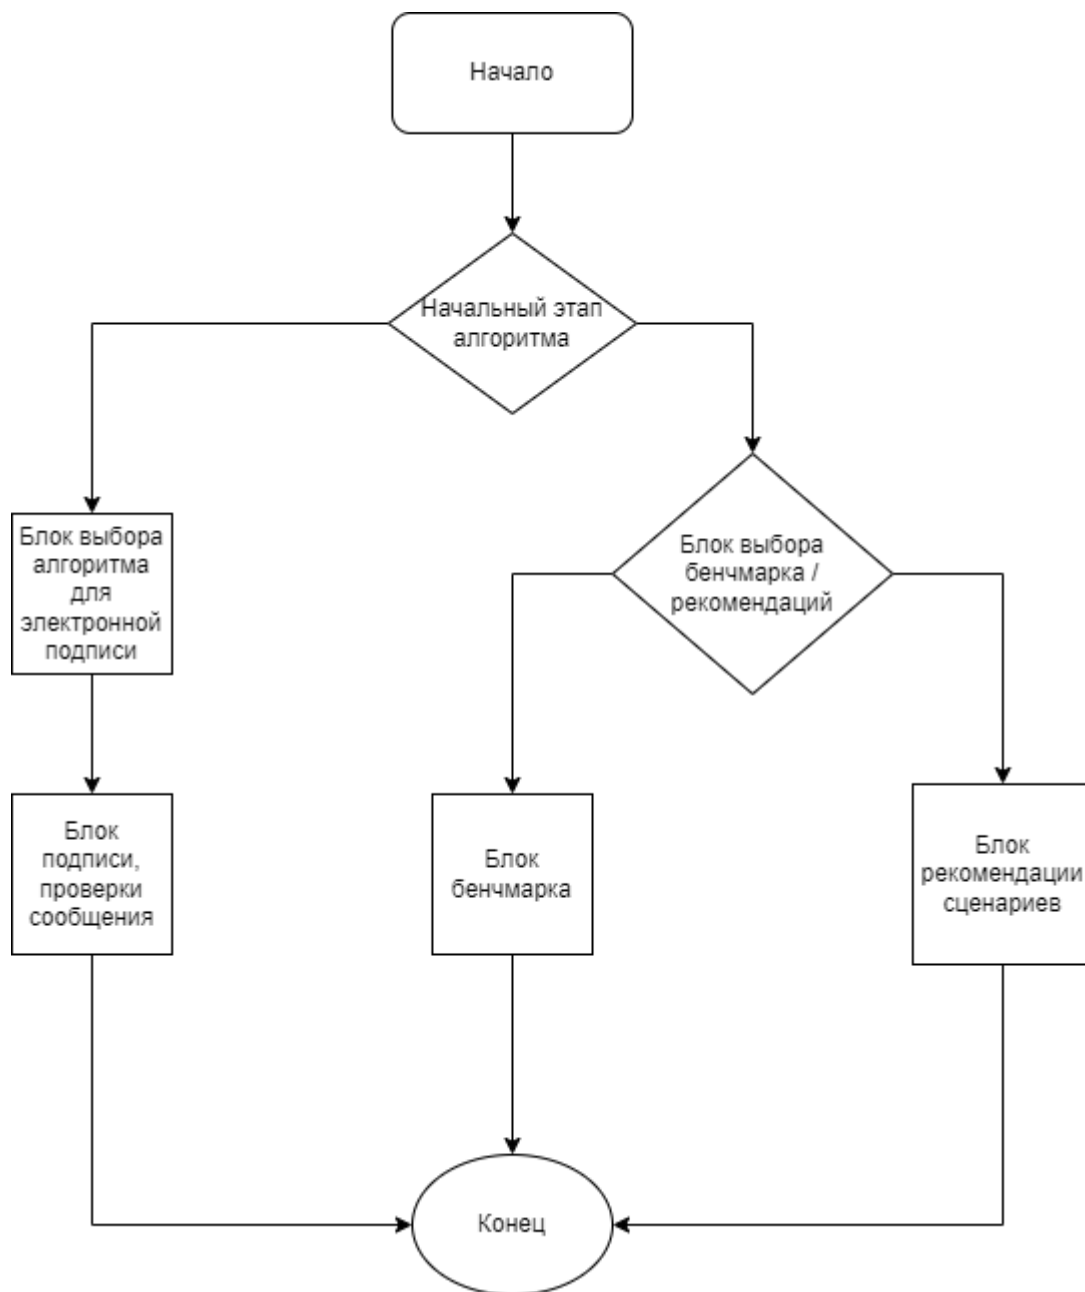 Начало
Начальный этап
алгоритма
Блок выбора
алгоритма
для
электронной
подписи
Блок выбора
бенчмарка /
рекомендаций
Блок
подписи,
проверки
сообщения
Блок
бенчмарка
Блок
рекомендации
сценариев
Конец